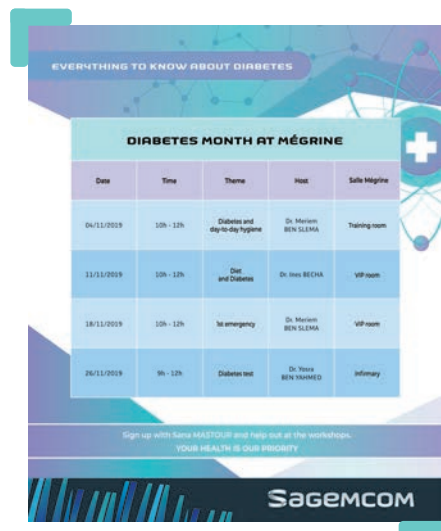 EVERYTHING TO KNOW ABOUT DIABETES
DIABETES MONTH AT MÉGRINE
Date Time Theme Host Salle Mégrine
04/11/2019 10h - 12h Diabetes and day-to-day hygiene Dr. Meriem BEN SLEMA Training room
11/11/2019 10h - 12h Diet and Diabetes Dr. Ines BECHA VIP room
18/11/2019 10h - 12h 1st emergency Dr. Meriem BEN SLEMA VIP room
26/11/2019 9h - 12h Diabetes test Dr. Yosra BEN YAHMED Infirmary
Sign up with Sana MASTOUR and help out at the workshops.
YOUR HEALTH IS OUR PRIORITY
SAGEMCOM